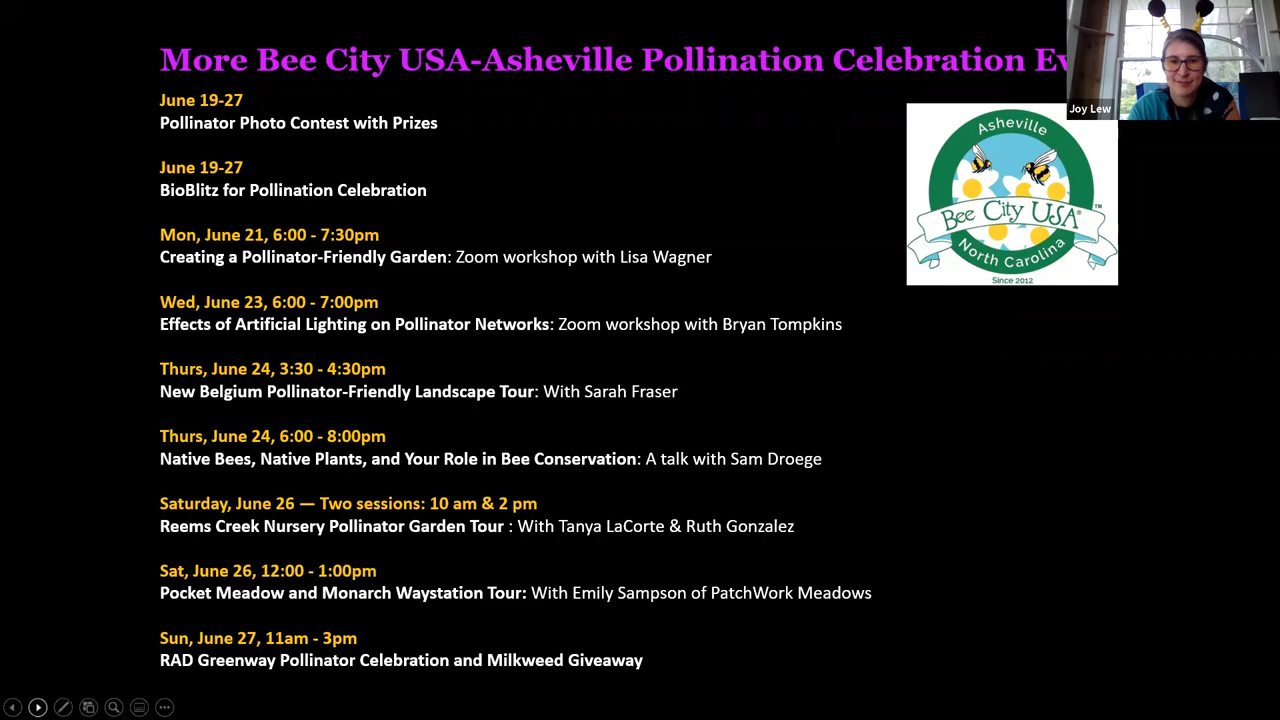 More Bee City USA-Asheville Pollination Celebration Ev
Joy Lew
June 19-27
Pollinator Photo Contest with Prizes
June 19-27
BioBlitz for Pollination Celebration
Mon, June 21, 6:00 - 7:30pm
Creating a Pollinator-Friendly Garden: Zoom workshop with Lisa Wagner
Wed, June 23, 6:00 - 7:00pm
Effects of Artificial Lighting on Pollinator Networks: Zoom workshop with Bryan Tompkins
Thurs, June 24, 3:30 - 4:30pm
New Belgium Pollinator-Friendly Landscape Tour: With Sarah Fraser
Thurs, June 24, 6:00 - 8:00pm
Native Bees, Native Plants, and Your Role in Bee Conservation: A talk with Sam Droege
Saturday, June 26 — Two sessions: 10 am & 2 pm
Reems Creek Nursery Pollinator Garden Tour : With Tanya LaCorte & Ruth Gonzalez
Sat, June 26, 12:00 - 1:00pm
Pocket Meadow and Monarch Waystation Tour: With Emily Sampson of PatchWork Meadows
Sun, June 27, 11am - 3pm
RAD Greenway Pollinator Celebration and Milkweed Giveaway
Asheville
Bee City USA® ™
North Carolina
Since 2012